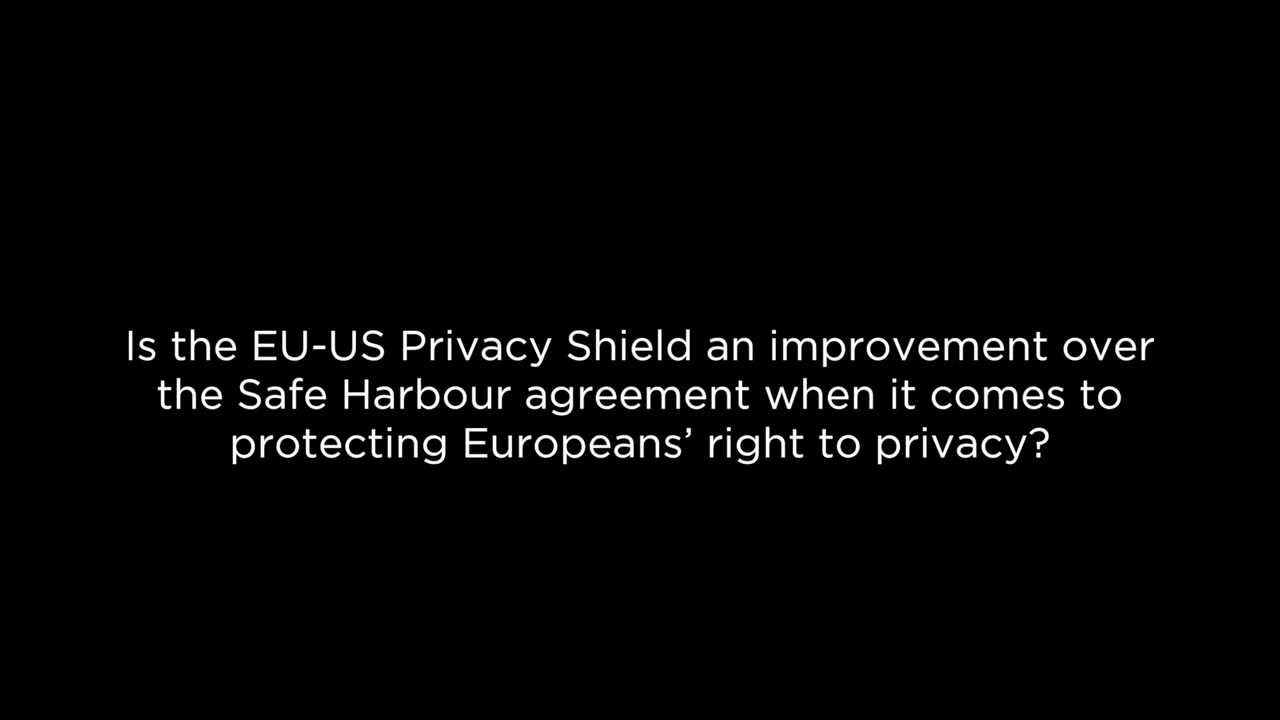 Is the EU-US Privacy Shield an improvement over
the Safe Harbour agreement when it comes to
protecting Europeans’ right to privacy?